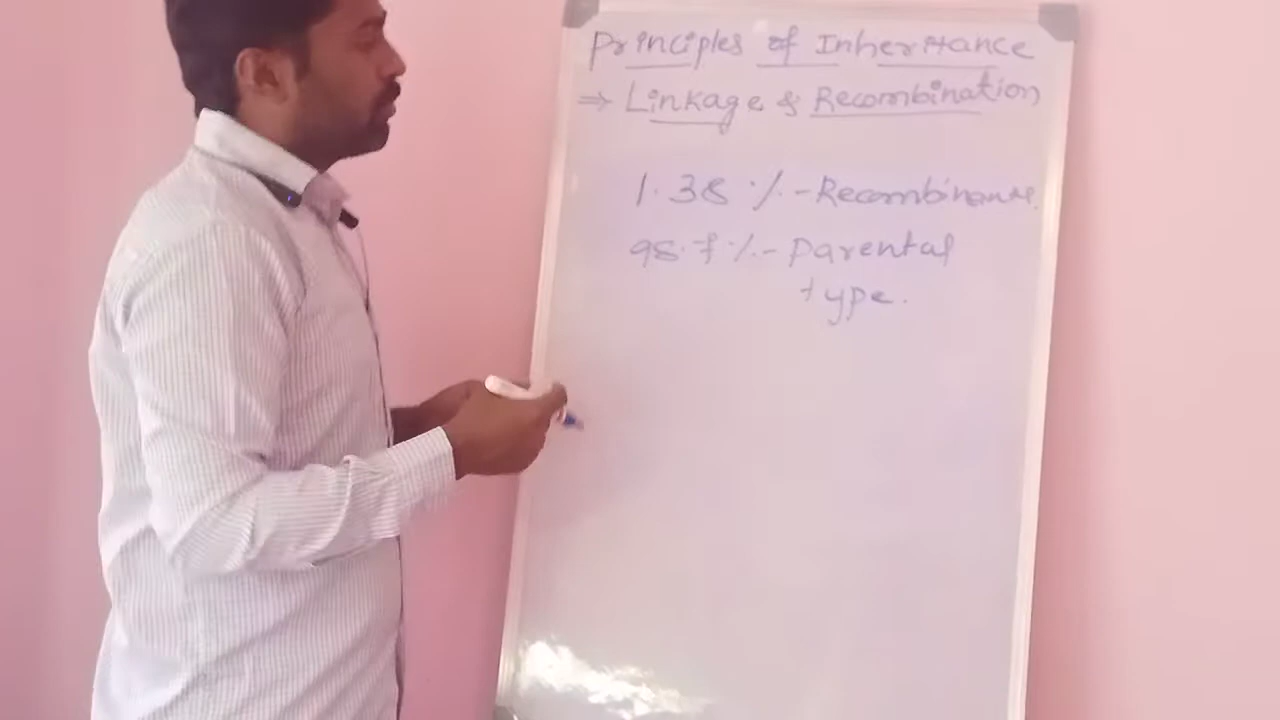 Principles of Inheritance
⇒ Linkage & Recombination
1.38 % - Recombinants.
98.7 % - Parental
type.